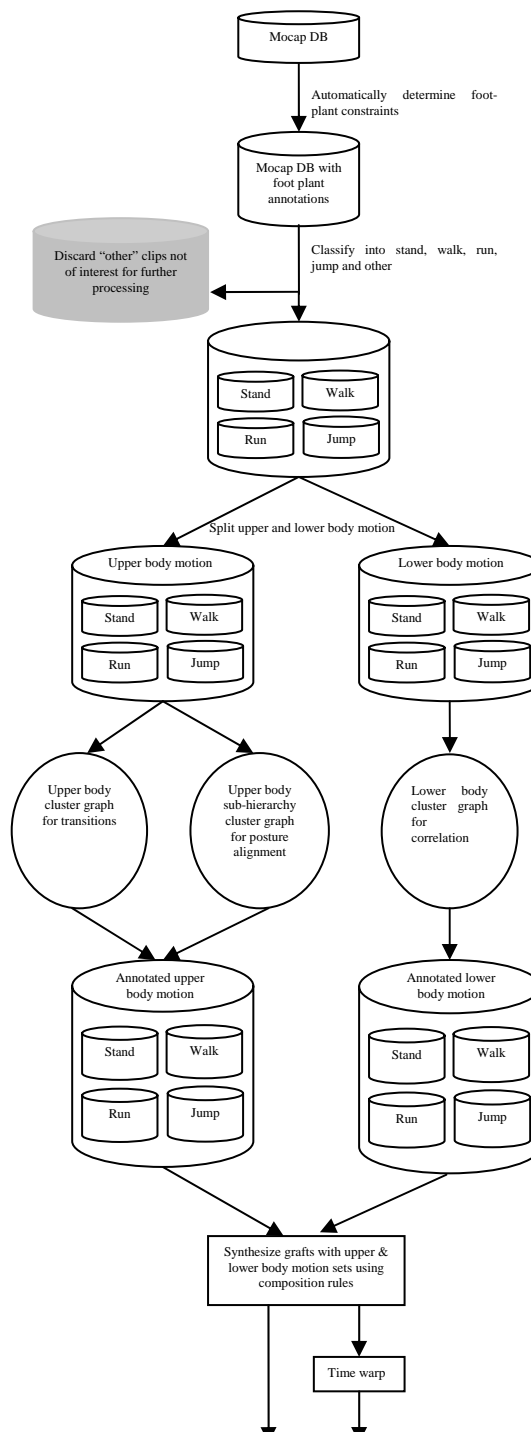 Mocap DB
Automatically determine foot-
plant constraints
Mocap DB with
foot plant
annotations
Discard “other” clips not
of interest for further
processing
Classify into stand, walk, run,
jump and other
Stand
Walk
Run
Jump
Split upper and lower body motion
Upper body motion
Lower body motion
Stand
Walk
Stand
Walk
Run
Jump
Run
Jump
Upper body
cluster graph
for transitions
Upper body
sub-hierarchy
cluster graph
for posture
alignment
Lower body
cluster graph
for
correlation
Annotated upper
body motion
Annotated lower
body motion
Stand
Walk
Stand
Walk
Run
Jump
Run
Jump
Synthesize grafts with upper &
lower body motion sets using
composition rules
Time warp